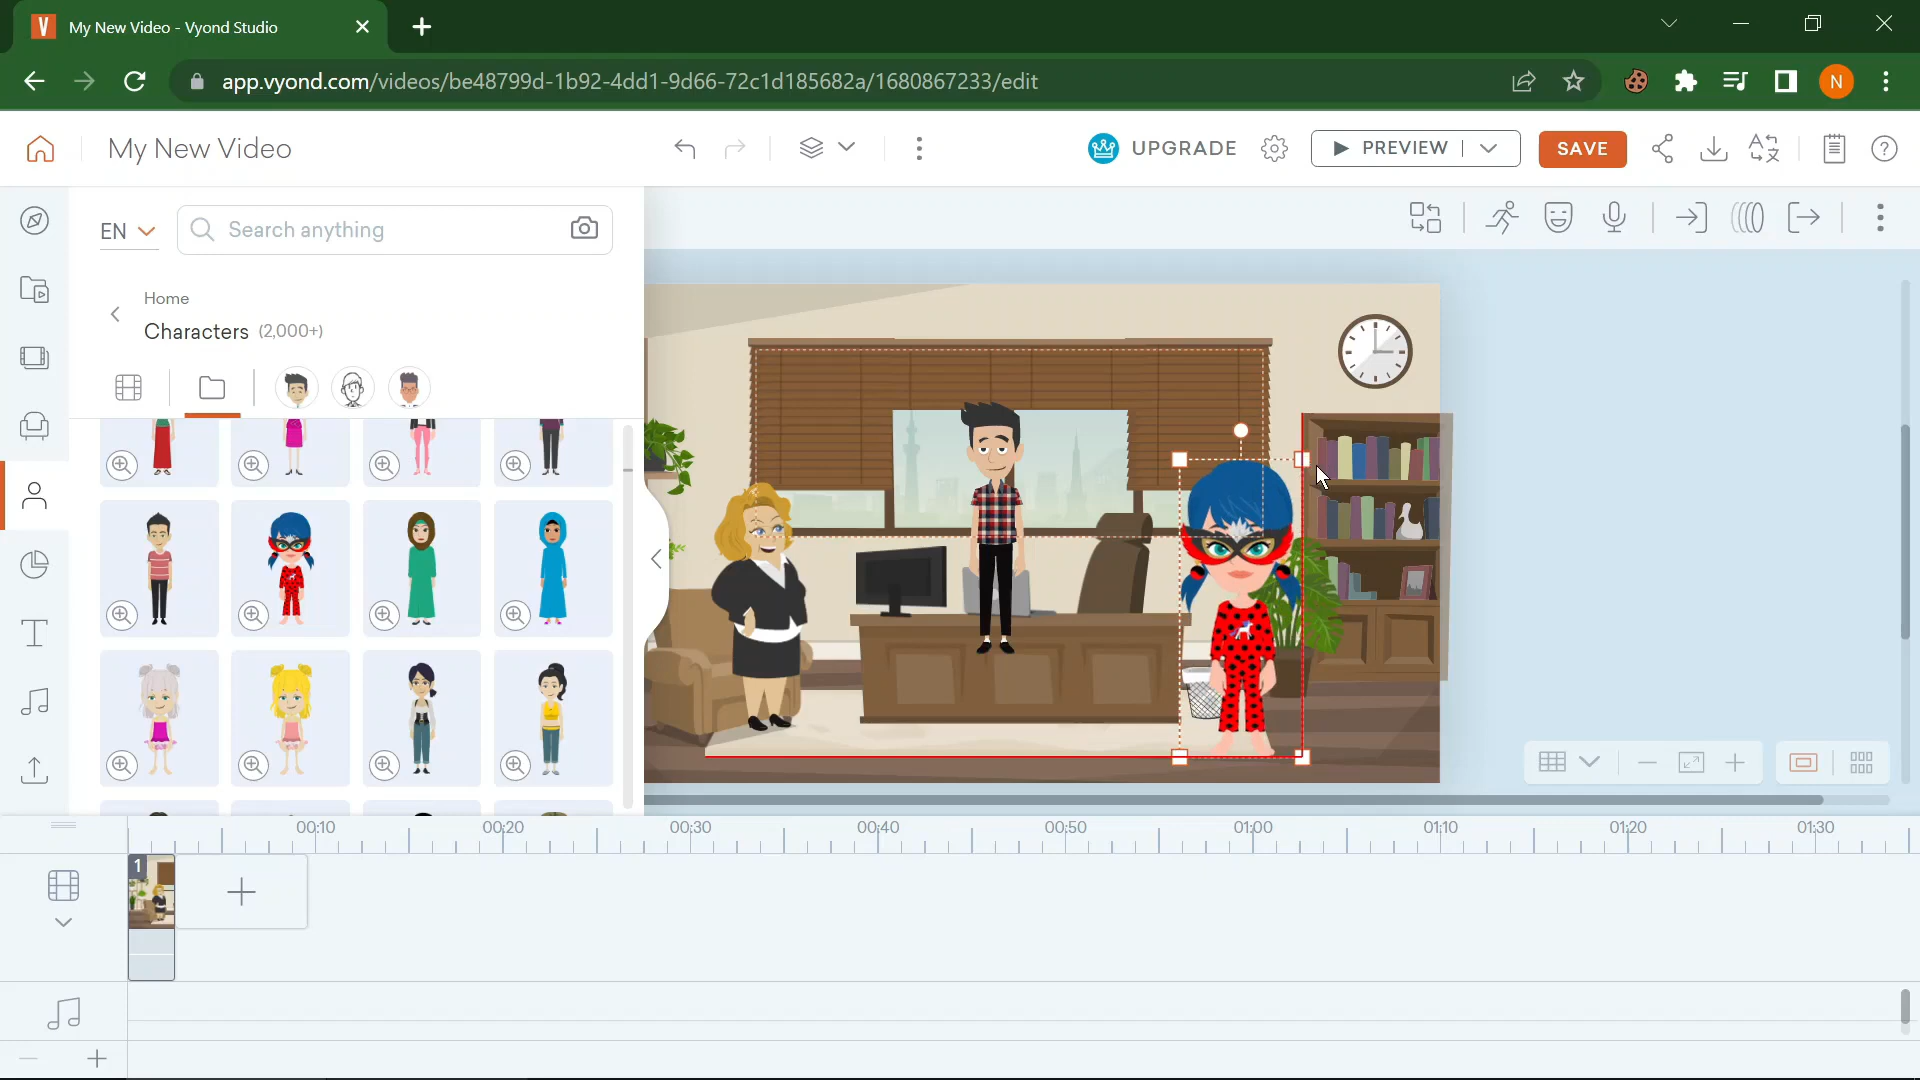 My New Video - Vyond Studio
app.vyond.com/videos/be48799d-1b92-4dd1-9d66-72c1d185682a/1680867233/edit
N
My New Video
UPGRADE
PREVIEW
SAVE
EN
Search anything
Home
Characters (2,000+)
00:10
00:20
00:30
00:40
00:50
01:00
01:10
01:20
01:30
1